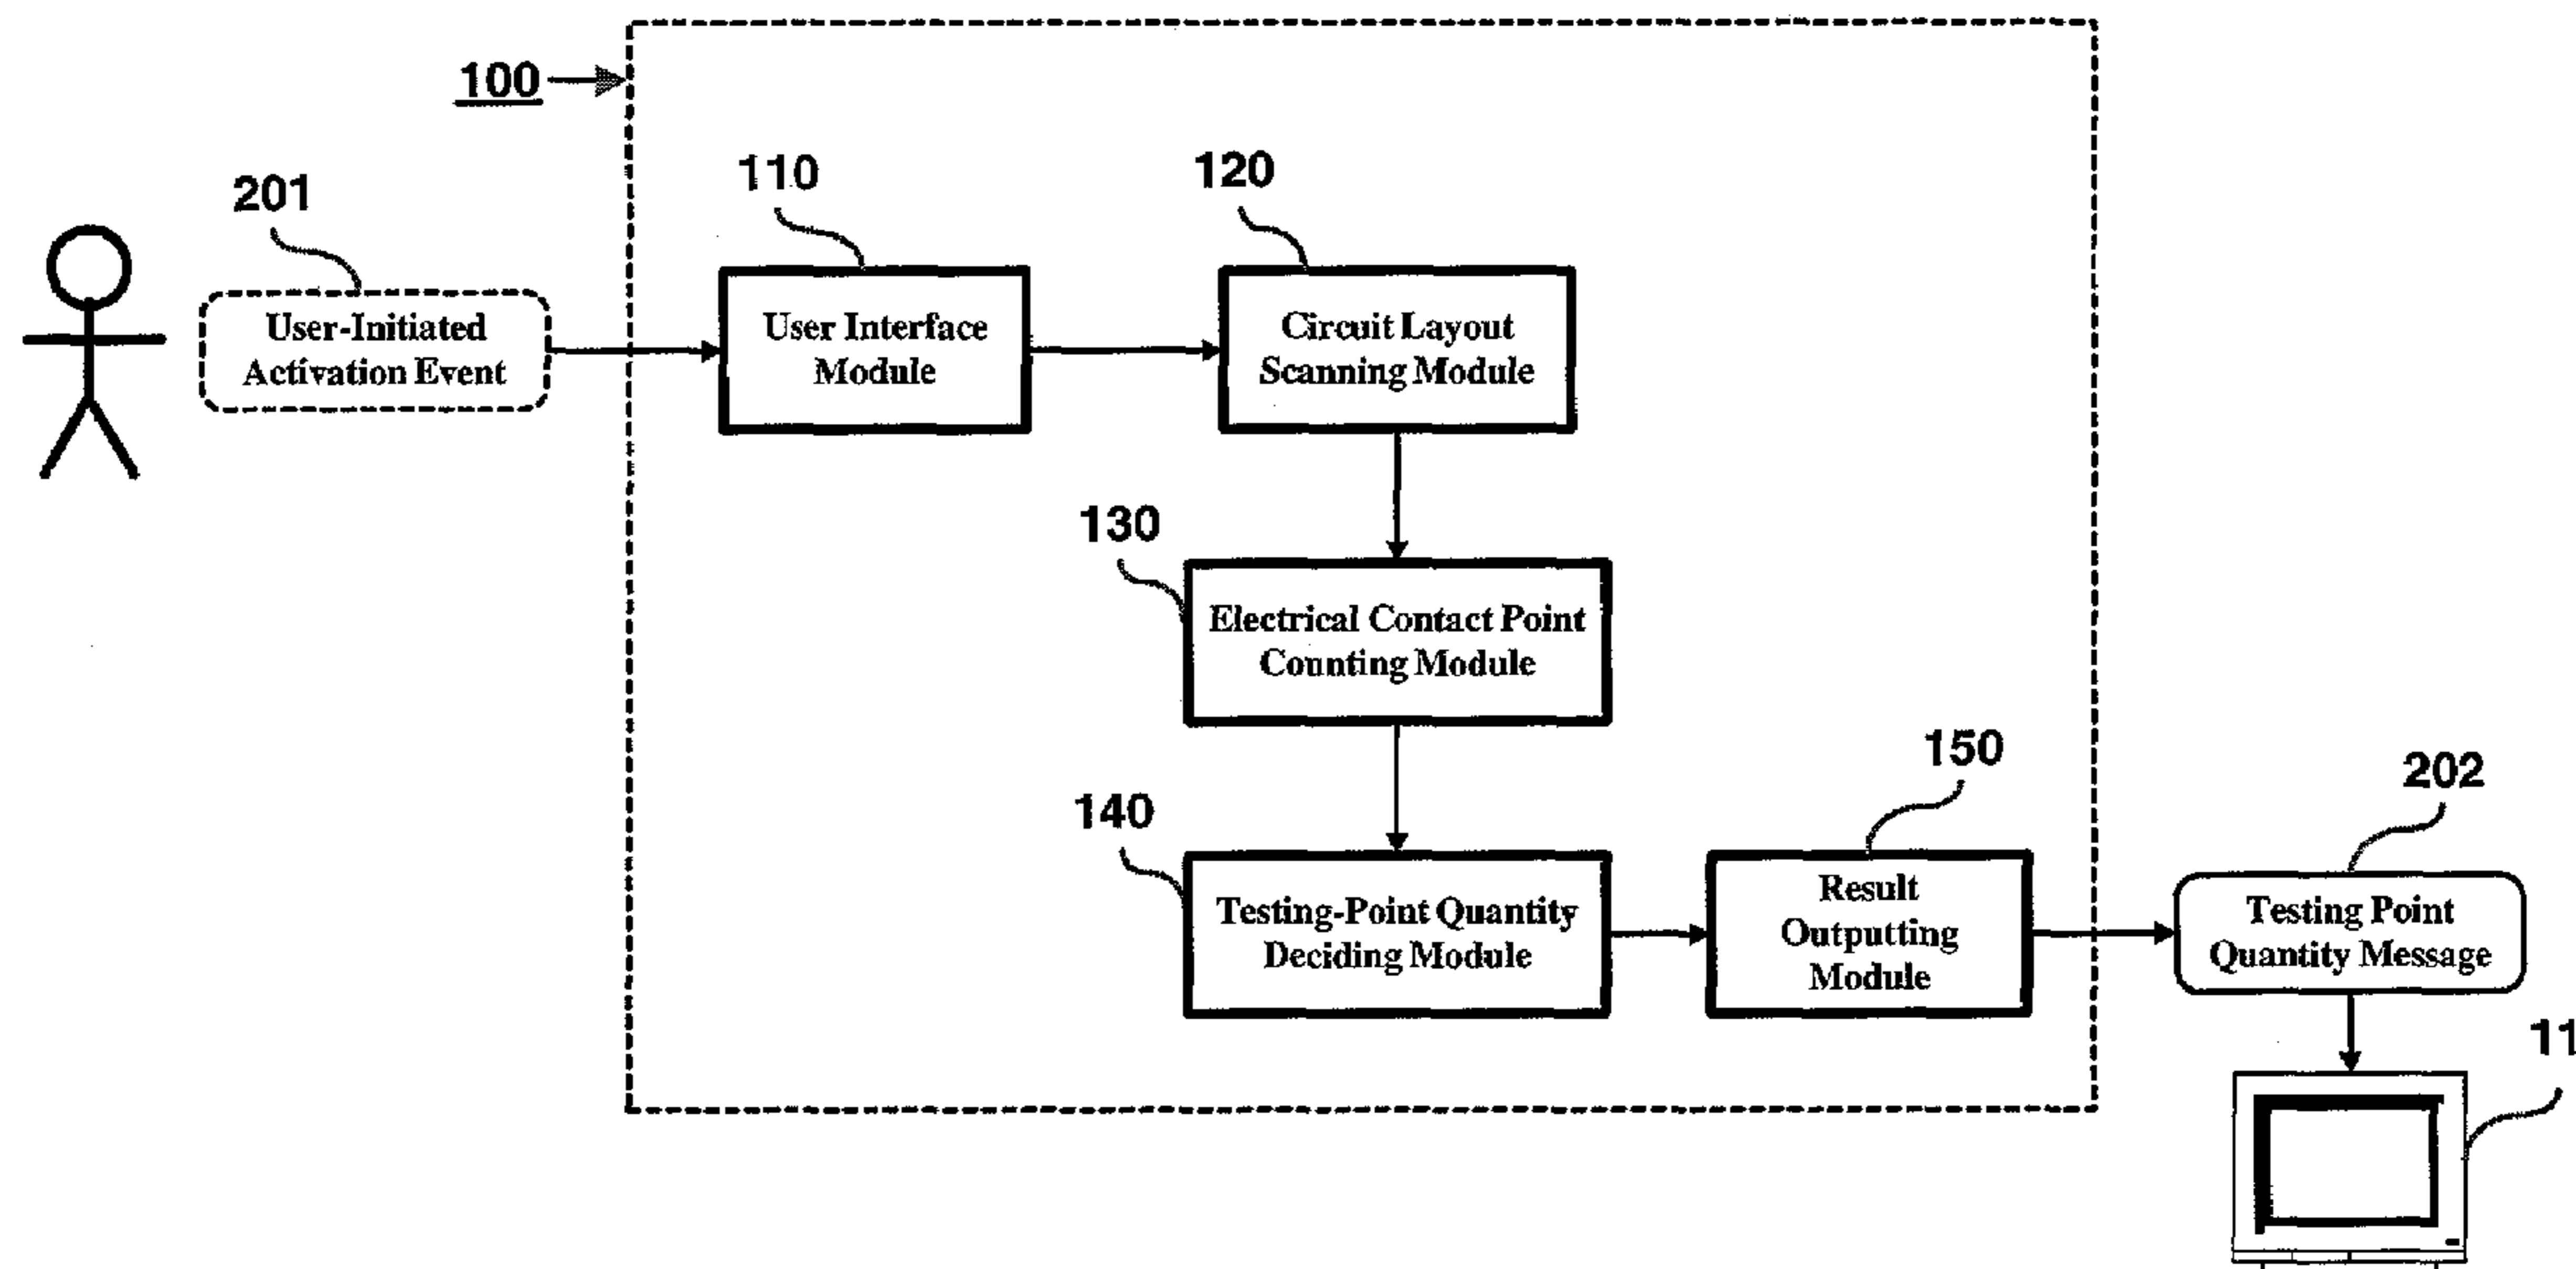 100
201
User-Initiated
Activation Event
110
User Interface
Module
120
Circuit Layout
Scanning Module
130
Electrical Contact Point
Counting Module
140
Testing-Point Quantity
Deciding Module
150
Result
Outputting
Module
202
Testing Point
Quantity Message
11